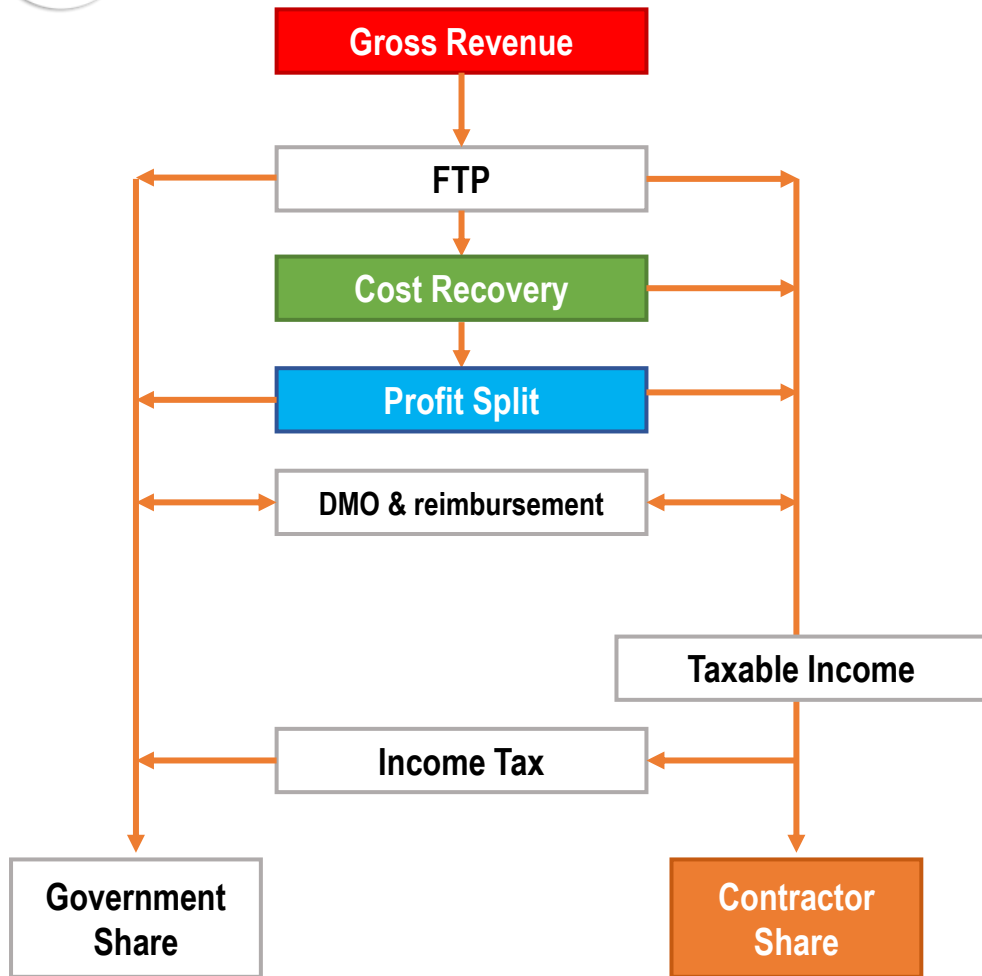 Gross Revenue
FTP
Cost Recovery
Profit Split
DMO & reimbursement
Taxable Income
Income Tax
Government
Share
Contractor
Share